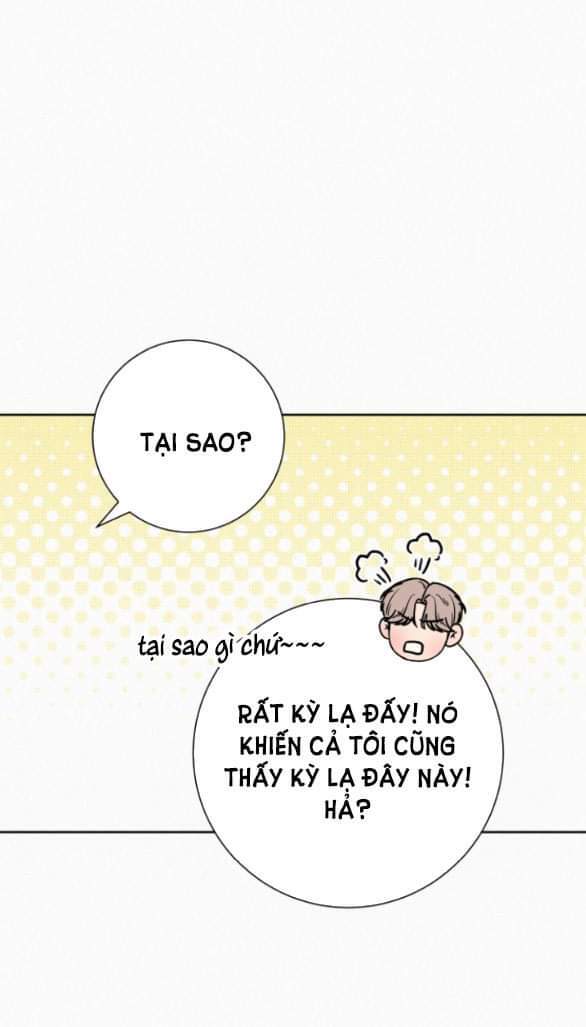 TẠI SAO?
tại sao gì chứ~~~
RẤT KỲ LẠ ĐẤY! NÓ
KHIẾN CẢ TÔI CŨNG
THẤY KỲ LẠ ĐÂY NÀY!
HẢ?